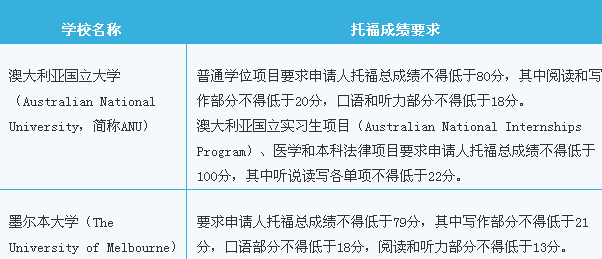 学校名称
托福成绩要求
澳大利亚国立大学
（Australian National
University，简称ANU）
普通学位项目要求申请人托福总成绩不得低于80分，其中阅读和写
作部分不得低于20分，口语和听力部分不得低于18分。
澳大利亚国立实习生项目（Australian National Internships
Program）、医学和本科法律项目要求申请人托福总成绩不得低于
100分，其中听说读写各单项不得低于22分。
墨尔本大学（The
University of Melbourne）
要求申请人托福总成绩不得低于79分，其中写作部分不得低于21
分，口语部分不得低于18分，阅读和听力部分不得低于13分。